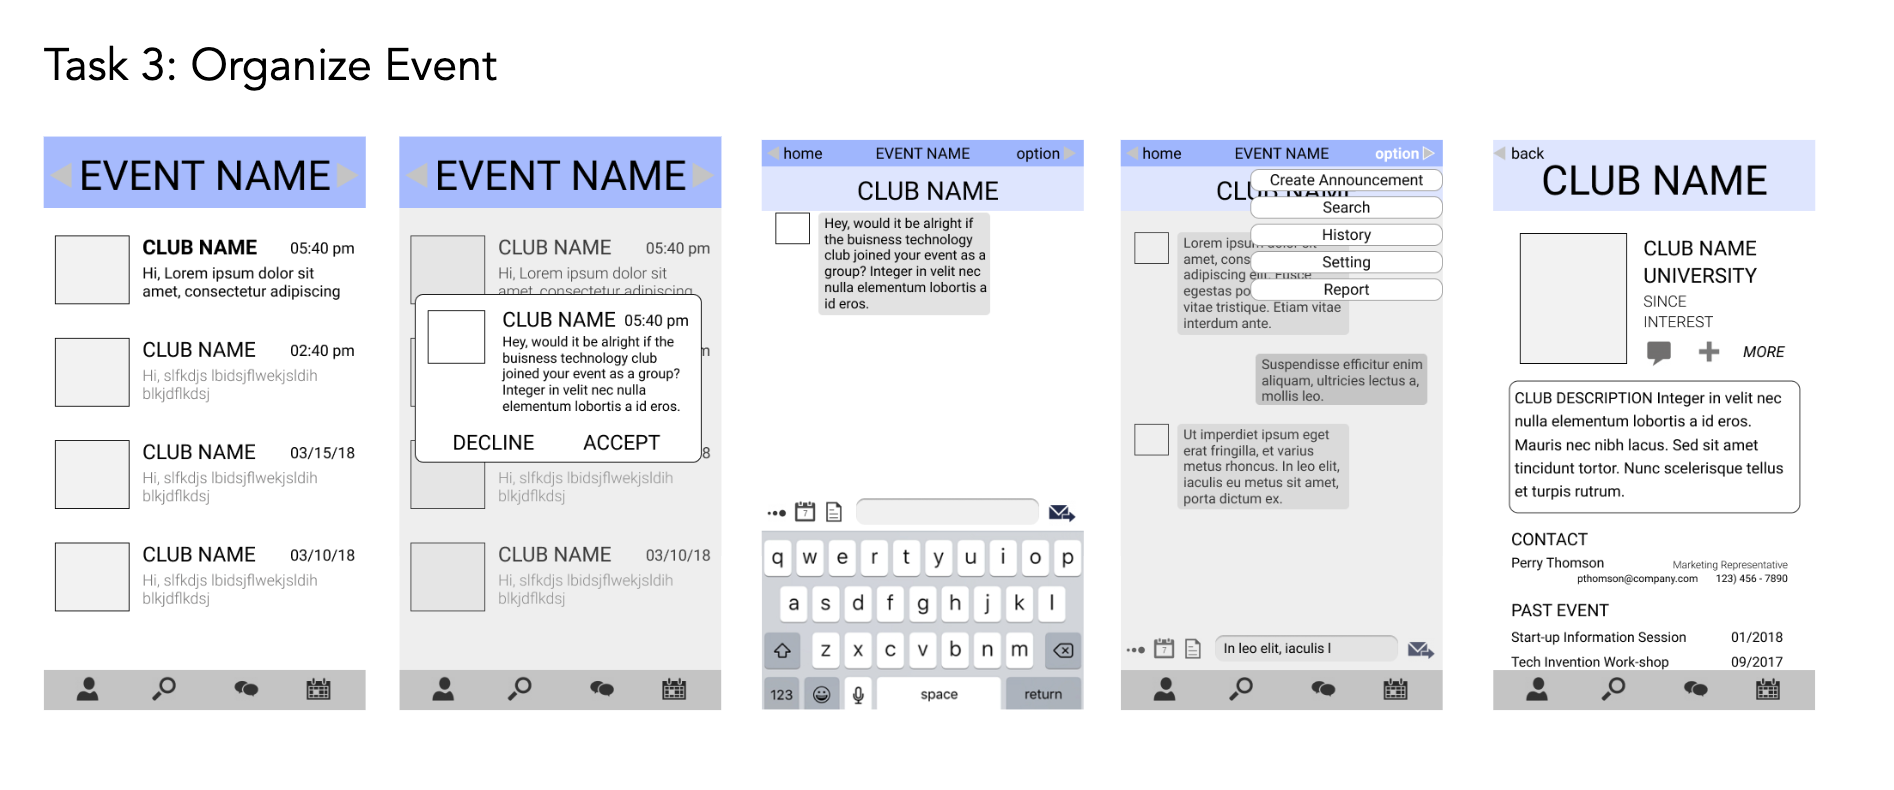 Task 3: Organize Event
EVENT NAME
CLUB NAME 05:40 pm
Hi, Lorem ipsum dolor sit
amet, consectetur adipiscing
CLUB NAME 02:40 pm
Hi, slfkdjs lbidsjflwekjsldih
blkjdflkdsj
CLUB NAME 03/15/18
Hi, slfkdjs lbidsjflwekjsldih
blkjdflkdsj
CLUB NAME 03/10/18
Hi, slfkdjs lbidsjflwekjsldih
blkjdflkdsj
EVENT NAME
CLUB NAME 05:40 pm
Hi, Lorem ipsum dolor sit
amet, consectetur adipiscing
CLUB NAME 05:40 pm
Hey, would it be alright if the
buisness technology club
joined your event as a group?
Integer in velit nec nulla
elementum lobortis a id eros.
DECLINE ACCEPT
m
8
Hi, slfkdjs lbidsjflwekjsldih
blkjdflkdsj
CLUB NAME 03/10/18
Hi, slfkdjs lbidsjflwekjsldih
blkjdflkdsj
home EVENT NAME option
CLUB NAME
Hey, would it be alright if
the buisness technology
club joined your event as a
group? Integer in velit nec
nulla elementum lobortis a
id eros.
7
q w e r t y u i o p
a s d f g h j k l
z x c v b n m
123 space return
home EVENT NAME option
CLUB NAME
Create Announcement
Search
History
Setting
Report
Lorem ipsum dolor sit
amet, cons
adipiscing elit. Fusce
egestas po
vitae tristique. Etiam vitae
interdum ante.
Suspendisse efficitur enim
aliquam, ultricies lectus a,
mollis leo.
Ut imperdiet ipsum eget
erat fringilla, et varius
metus rhoncus. In leo elit,
iaculis eu metus sit amet,
porta dictum ex.
7
In leo elit, iaculis l
back
CLUB NAME
CLUB NAME
UNIVERSITY
SINCE
INTEREST
MORE
CLUB DESCRIPTION Integer in velit nec
nulla elementum lobortis a id eros.
Mauris nec nibh lacus. Sed sit amet
tincidunt tortor. Nunc scelerisque tellus
et turpis rutrum.
CONTACT
Perry Thomson Marketing Representative
pthomson@company.com 123) 456 - 7890
PAST EVENT
Start-up Information Session 01/2018
Tech Invention Work-shop 09/2017